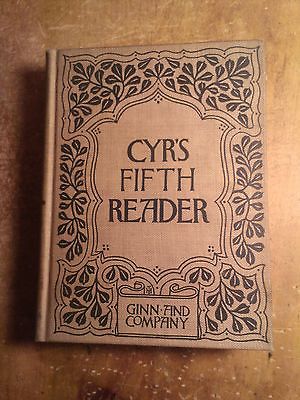 CYR'S
FIFTH
READER
GINN·AND
COMPANY